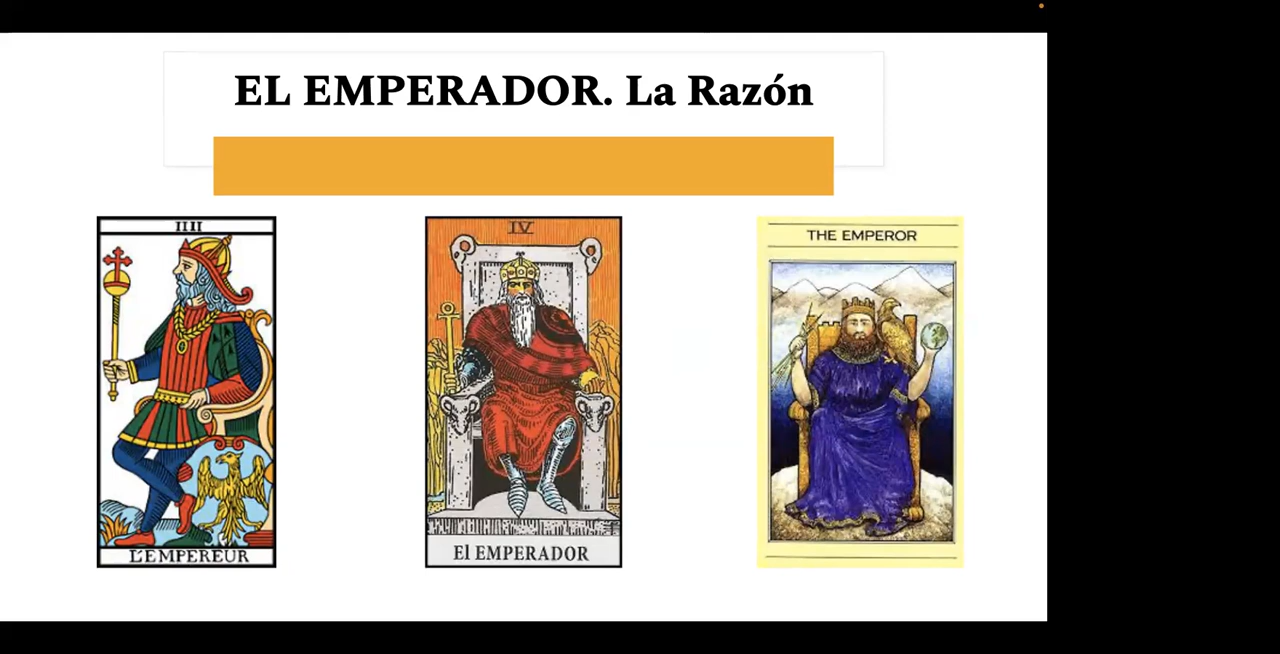 EL EMPERADOR. La Razón
IIII
L'EMPEREUR
IV
El EMPERADOR
THE EMPEROR